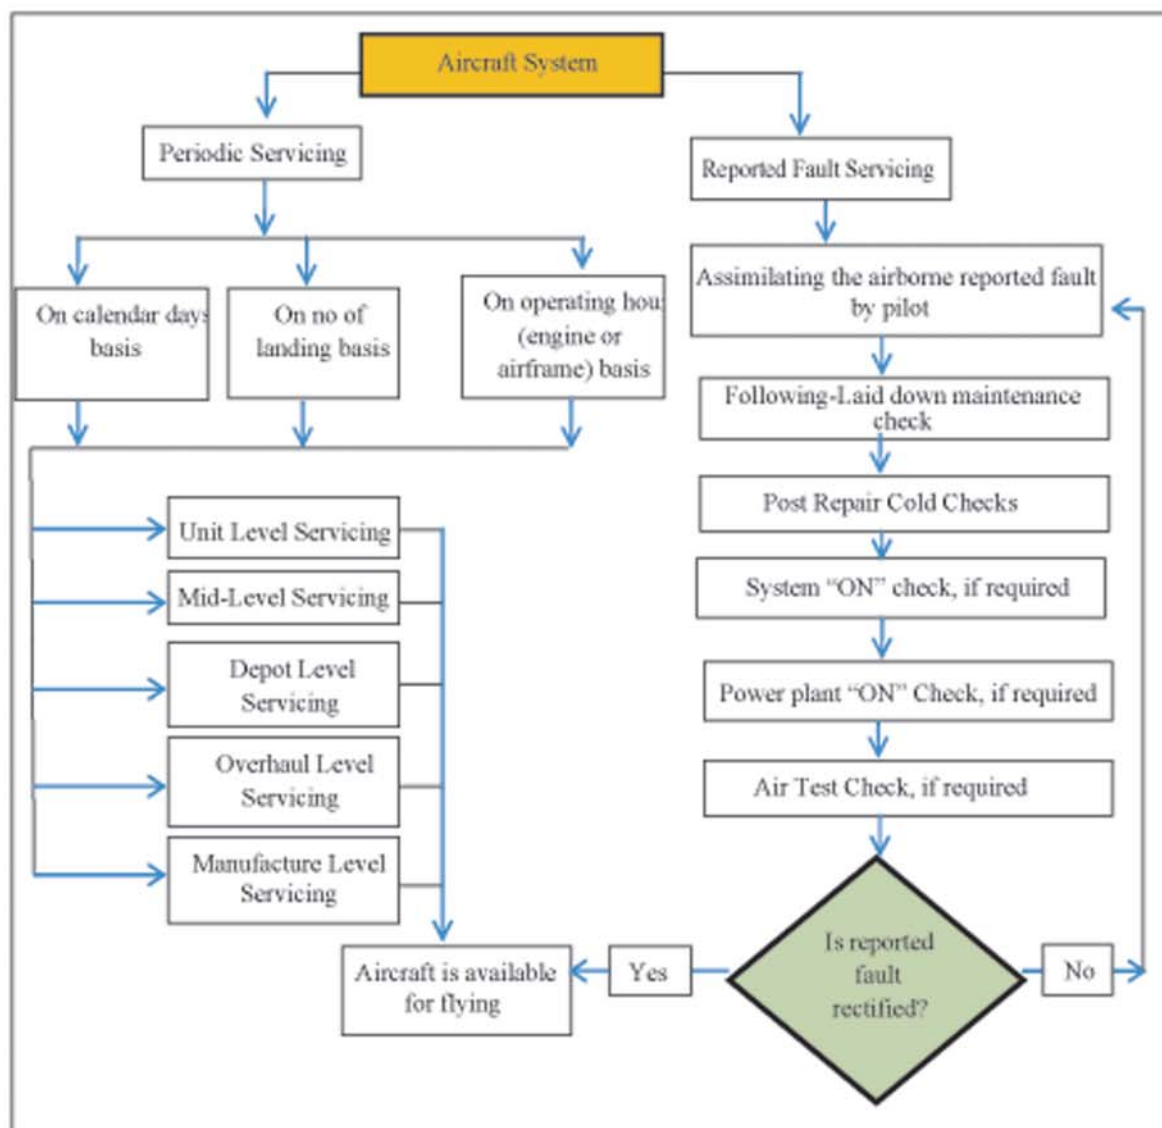 Aircraft System
Periodic Servicing
Reported Fault Servicing
On calendar days
basis
On no of
landing basis
On operating hou
(engine or
airframe) basis
Assimilating the airborne reported fault
by pilot
Following-Laid down maintenance
check
Post Repair Cold Checks
System “ON” check, if required
Power plant “ON” Check, if required
Air Test Check, if required
Unit Level Servicing
Mid-Level Servicing
Depot Level
Servicing
Overhaul Level
Servicing
Manufacture Level
Servicing
Aircraft is available
for flying
Yes
Is reported
fault
rectified?
No